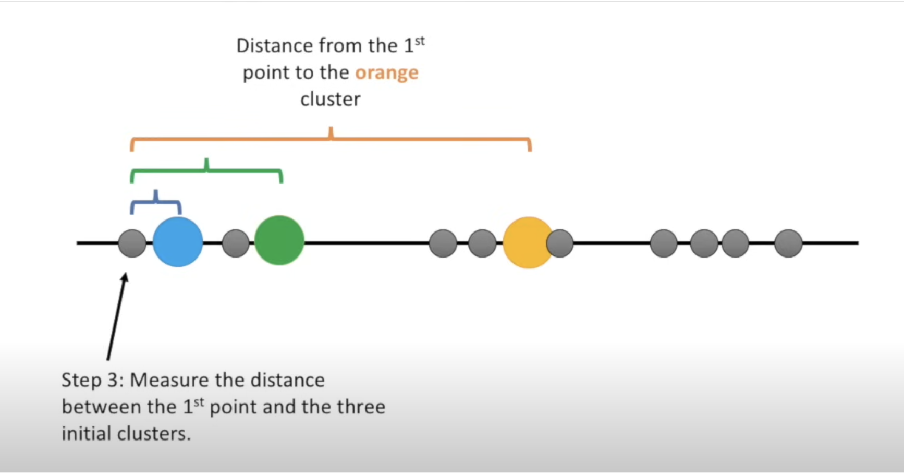 Distance from the 1st
point to the orange
cluster
Step 3: Measure the distance
between the 1st point and the three
initial clusters.